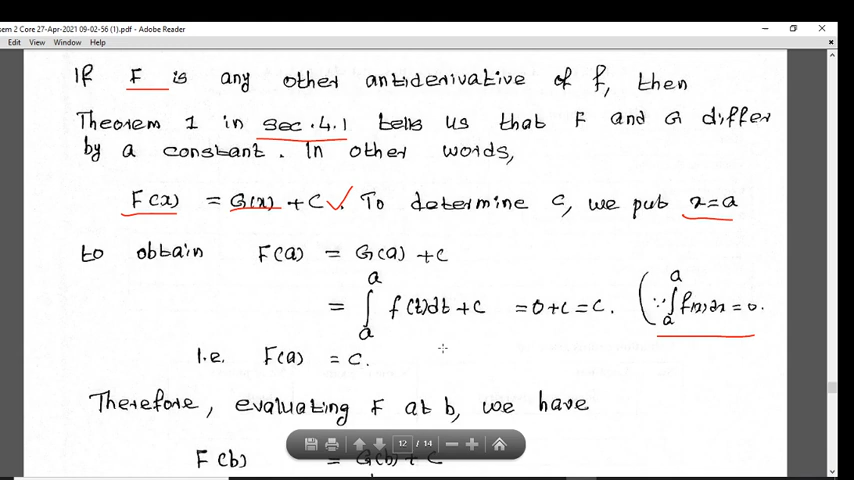 sem 2 Core 27-Apr-2021 09-02-56 (1).pdf - Adobe Reader
Edit View Window Help
If F is any other antiderivative of f, then
Theorem 1 in sec.4.1 tells us that F and G differ
by a constant. In other words,
F(x) = G(x) + C. To determine C, we put x=a
to obtain F(a) = G(a) + C
= ∫ₐᵃ f(t)dt + C = 0+C = C. (∵ ∫ₐᵃ f(x)dx = 0.
I.e. F(a) = C.
Therefore, evaluating F at b, we have
12 / 14
F(b) = G(b) + C